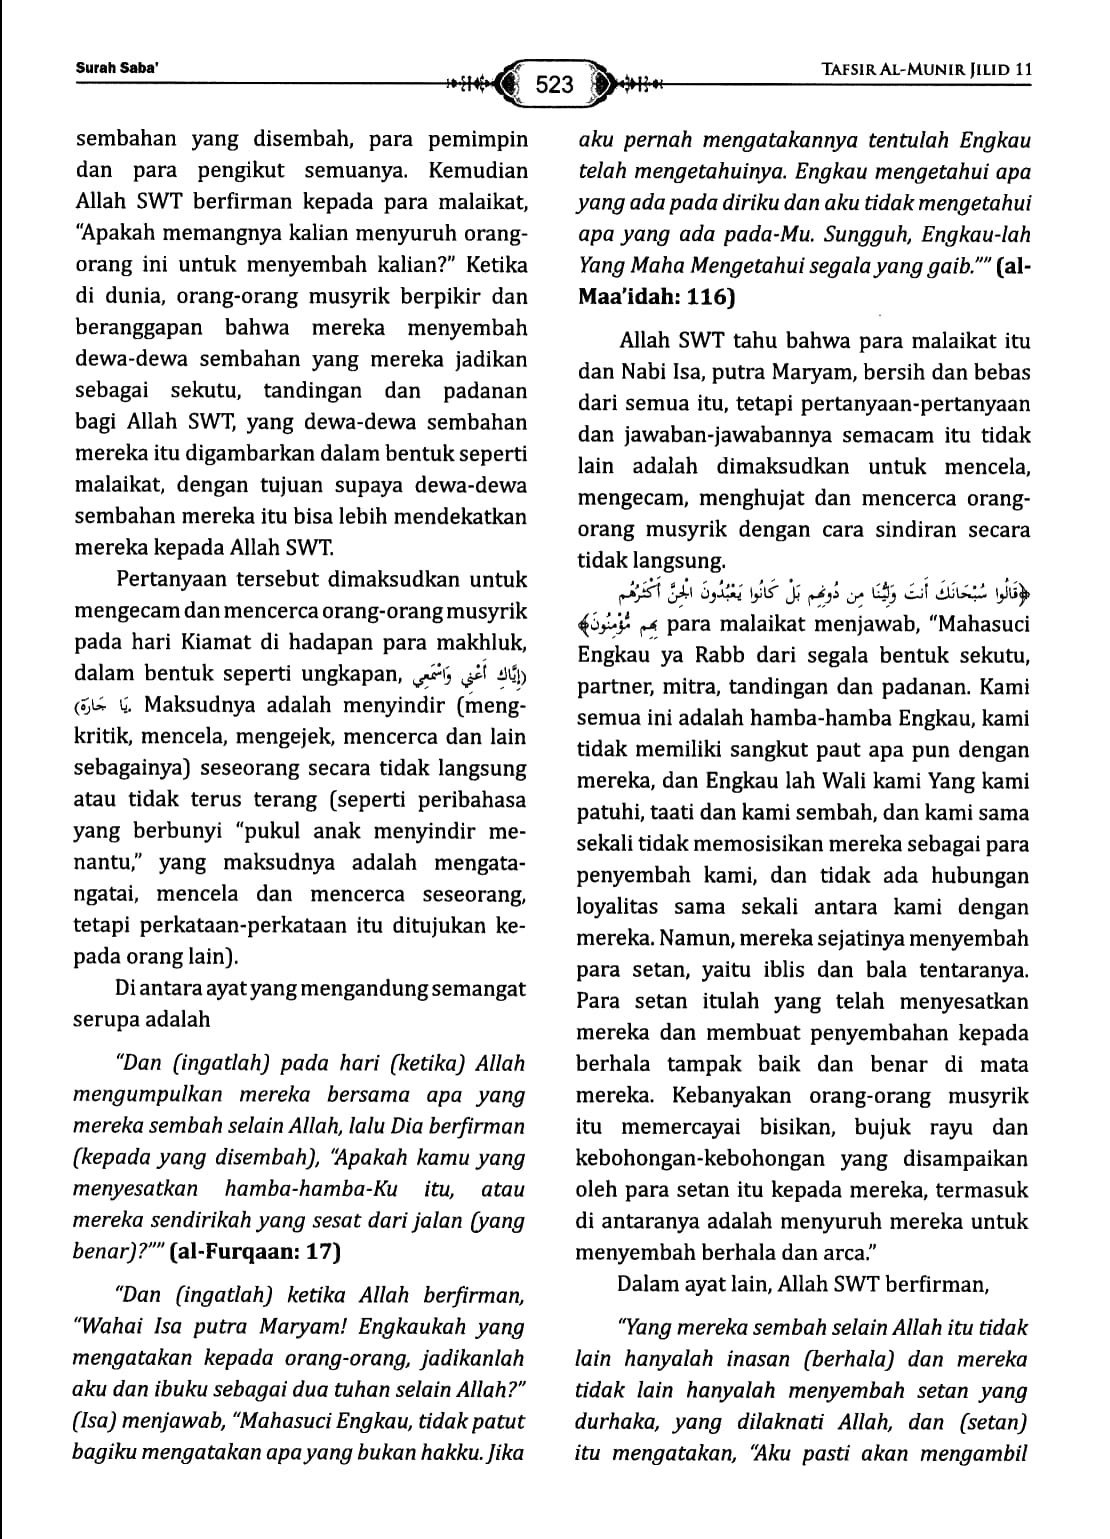 Surah Saba'
523
TAFSIR AL-MUNIR JILID 11
sembahan yang disembah, para pemimpin
dan para pengikut semuanya. Kemudian
Allah SWT berfirman kepada para malaikat,
“Apakah memangnya kalian menyuruh orang-
orang ini untuk menyembah kalian?” Ketika
di dunia, orang-orang musyrik berpikir dan
beranggapan bahwa mereka menyembah
dewa-dewa sembahan yang mereka jadikan
sebagai sekutu, tandingan dan padanan
bagi Allah SWT, yang dewa-dewa sembahan
mereka itu digambarkan dalam bentuk seperti
malaikat, dengan tujuan supaya dewa-dewa
sembahan mereka itu bisa lebih mendekatkan
mereka kepada Allah SWT.
Pertanyaan tersebut dimaksudkan untuk
mengecam dan mencerca orang-orang musyrik
pada hari Kiamat di hadapan para makhluk,
dalam bentuk seperti ungkapan, (إِيَّاكِ أَعْنِي وَاسْمَعِي
يَا جَارَة) Maksudnya adalah menyindir (meng-
kritik, mencela, mengejek, mencerca dan lain
sebagainya) seseorang secara tidak langsung
atau tidak terus terang (seperti peribahasa
yang berbunyi “pukul anak menyindir me-
nantu,” yang maksudnya adalah mengata-
ngatai, mencela dan mencerca seseorang,
tetapi perkataan-perkataan itu ditujukan ke-
pada orang lain).
Di antara ayat yang mengandung semangat
serupa adalah
“Dan (ingatlah) pada hari (ketika) Allah
mengumpulkan mereka bersama apa yang
mereka sembah selain Allah, lalu Dia berfirman
(kepada yang disembah), “Apakah kamu yang
menyesatkan hamba-hamba-Ku itu, atau
mereka sendirikah yang sesat dari jalan (yang
benar)?”” (al-Furqaan: 17)
“Dan (ingatlah) ketika Allah berfirman,
“Wahai Isa putra Maryam! Engkaukah yang
mengatakan kepada orang-orang, jadikanlah
aku dan ibuku sebagai dua tuhan selain Allah?”
(Isa) menjawab, “Mahasuci Engkau, tidak patut
bagiku mengatakan apa yang bukan hakku. Jika
aku pernah mengatakannya tentulah Engkau
telah mengetahuinya. Engkau mengetahui apa
yang ada pada diriku dan aku tidak mengetahui
apa yang ada pada-Mu. Sungguh, Engkau-lah
Yang Maha Mengetahui segala yang gaib.”” (al-
Maa’idah: 116)
Allah SWT tahu bahwa para malaikat itu
dan Nabi Isa, putra Maryam, bersih dan bebas
dari semua itu, tetapi pertanyaan-pertanyaan
dan jawaban-jawabannya semacam itu tidak
lain adalah dimaksudkan untuk mencela,
mengecam, menghujat dan mencerca orang-
orang musyrik dengan cara sindiran secara
tidak langsung.
﴿قَالُوا سُبْحَانَكَ أَنتَ وَلِيُّنَا مِن دُونِهِم بَلْ كَانُوا يَعْبُدُونَ الْجِنَّ أَكْثَرُهُم
بِهِم مُّؤْمِنُونَ﴾ para malaikat menjawab, “Mahasuci
Engkau ya Rabb dari segala bentuk sekutu,
partner, mitra, tandingan dan padanan. Kami
semua ini adalah hamba-hamba Engkau, kami
tidak memiliki sangkut paut apa pun dengan
mereka, dan Engkau lah Wali kami Yang kami
patuhi, taati dan kami sembah, dan kami sama
sekali tidak memosisikan mereka sebagai para
penyembah kami, dan tidak ada hubungan
loyalitas sama sekali antara kami dengan
mereka. Namun, mereka sejatinya menyembah
para setan, yaitu iblis dan bala tentaranya.
Para setan itulah yang telah menyesatkan
mereka dan membuat penyembahan kepada
berhala tampak baik dan benar di mata
mereka. Kebanyakan orang-orang musyrik
itu memercayai bisikan, bujuk rayu dan
kebohongan-kebohongan yang disampaikan
oleh para setan itu kepada mereka, termasuk
di antaranya adalah menyuruh mereka untuk
menyembah berhala dan arca.”
Dalam ayat lain, Allah SWT berfirman,
“Yang mereka sembah selain Allah itu tidak
lain hanyalah inasan (berhala) dan mereka
tidak lain hanyalah menyembah setan yang
durhaka, yang dilaknati Allah, dan (setan)
itu mengatakan, “Aku pasti akan mengambil